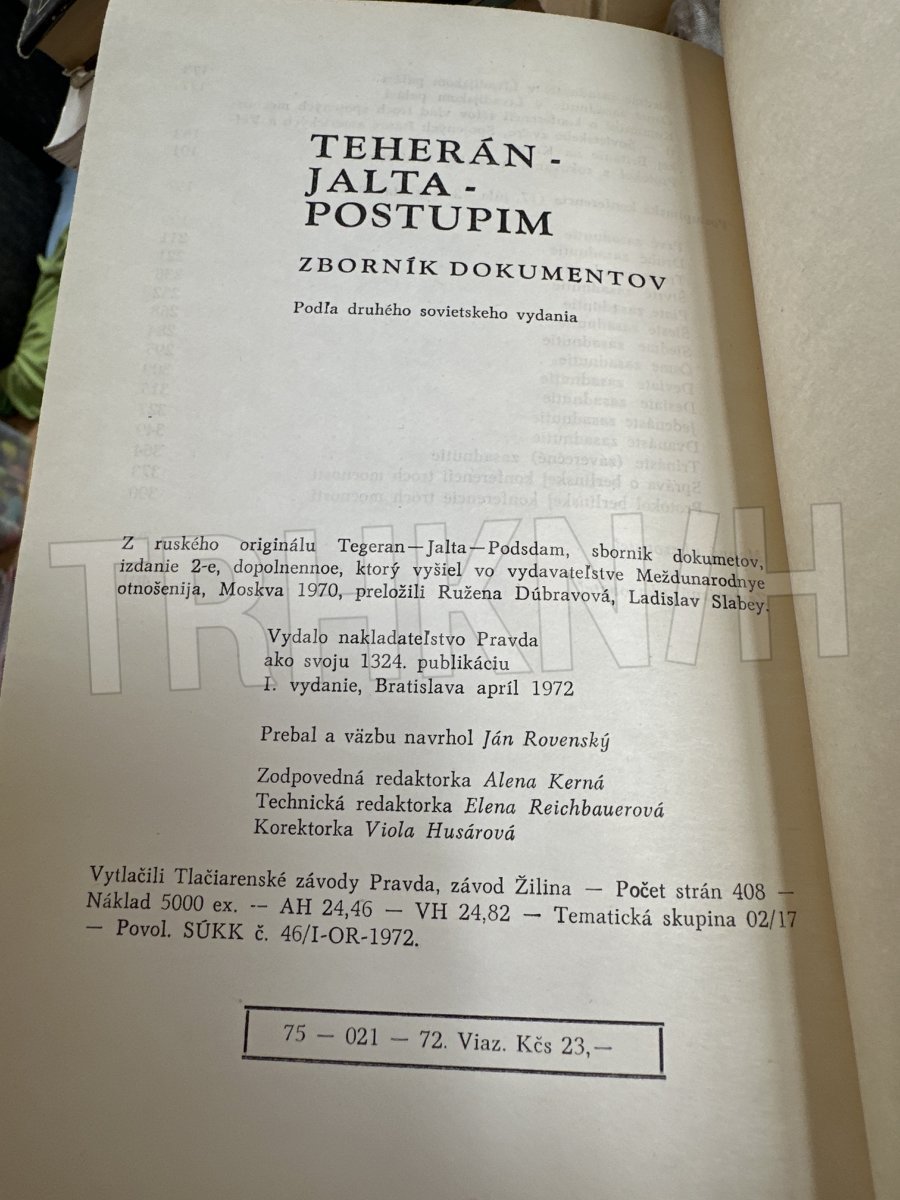 TEHERÁN -
JALTA -
POSTUPIM
ZBORNÍK DOKUMENTOV
Podľa druhého sovietskeho vydania
Z ruského originálu Tegeran—Jalta—Podsdam, sbornik dokumetov,
izdanie 2-e, dopolnennoe, ktorý vyšiel vo vydavateľstve Meždunarodnye
otnošenija, Moskva 1970, preložili Ružena Dúbravová, Ladislav Slabey.
TRHKNÍH
Vydalo nakladateľstvo Pravda
ako svoju 1324. publikáciu
I. vydanie, Bratislava apríl 1972
Prebal a väzbu navrhol Ján Rovenský
Zodpovedná redaktorka Alena Kerná
Technická redaktorka Elena Reichbauerová
Korektorka Viola Husárová
Vytlačili Tlačiarenské závody Pravda, závod Žilina — Počet strán 408 —
Náklad 5000 ex. -- AH 24,46 — VH 24,82 — Tematická skupina 02/17
— Povol. SÚKK č. 46/I-OR-1972.
75 — 021 — 72. Viaz. Kčs 23,—